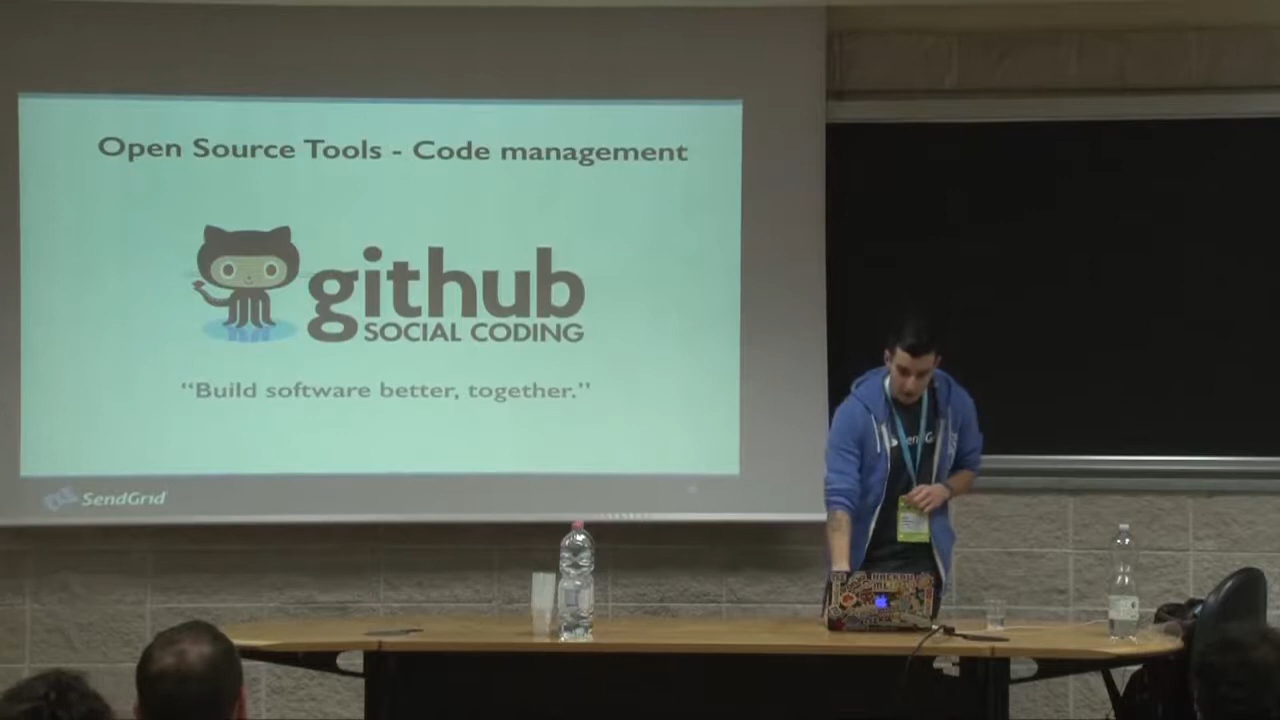 Open Source Tools - Code management
github
SOCIAL CODING
“Build software better, together.”
SendGrid